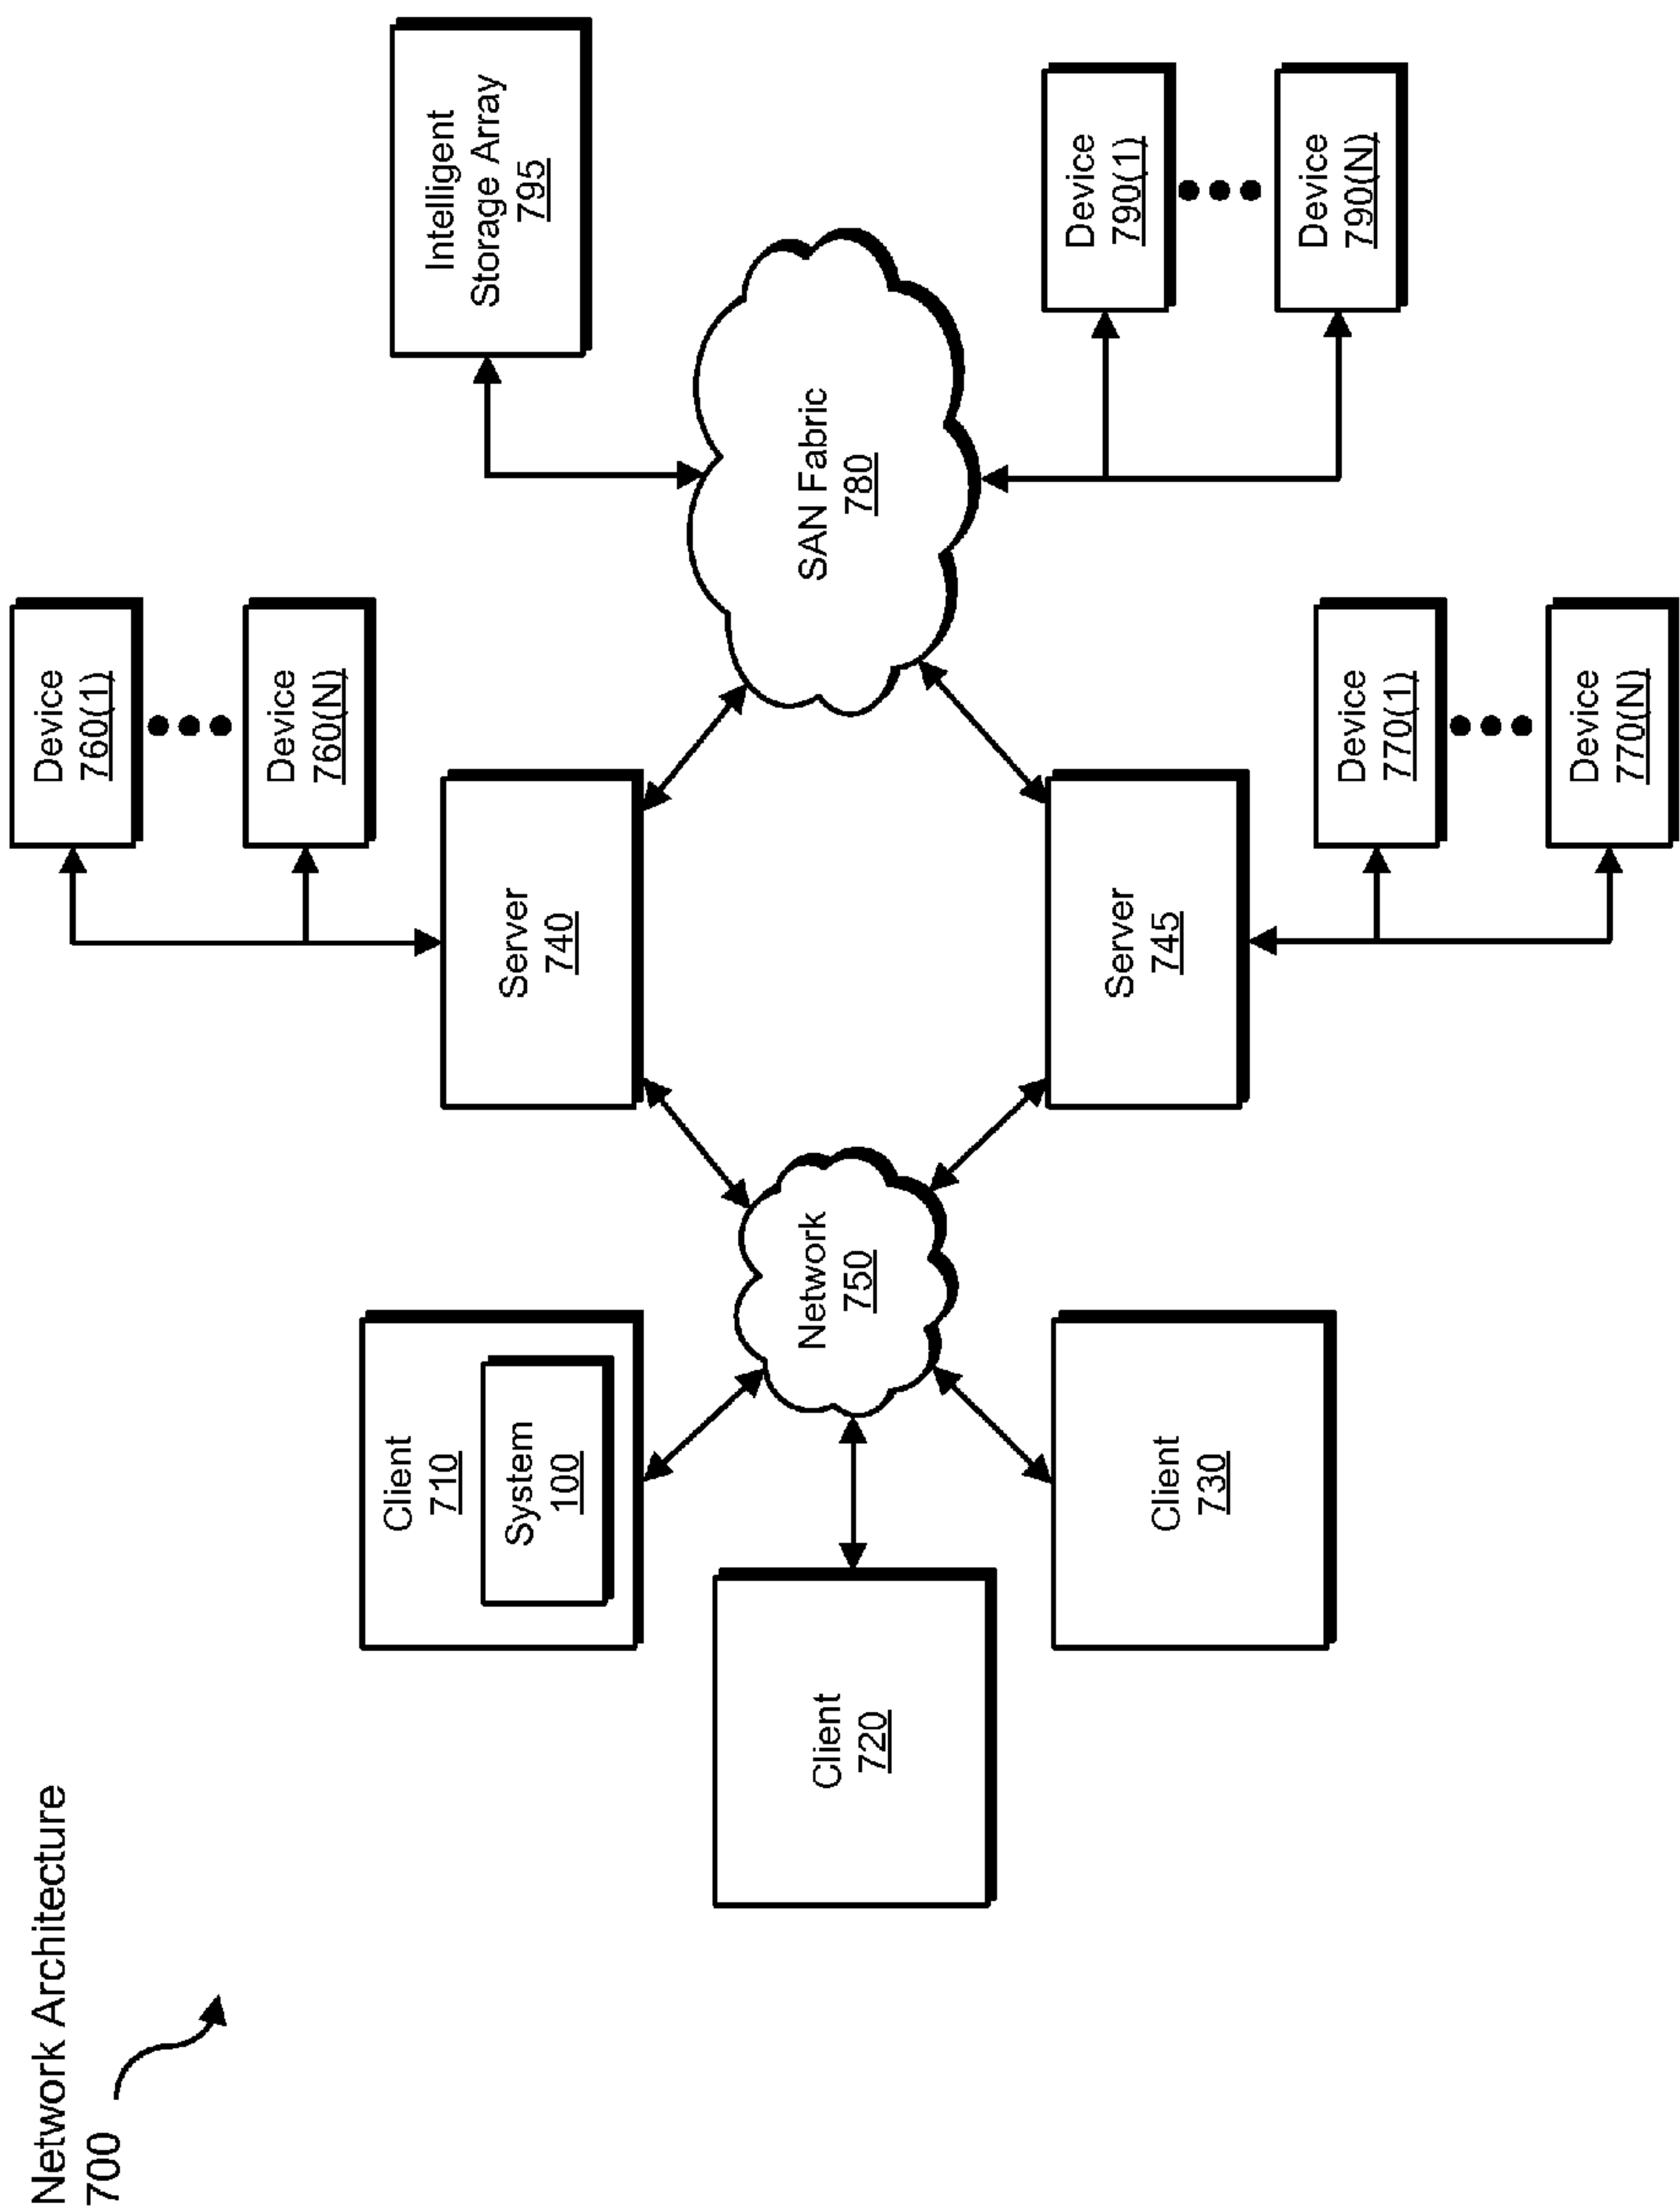 Network Architecture
700
Client
710
System
100
Client
720
Client
730
Network
750
Server
740
Server
745
Device
760(1)
Device
760(N)
Device
770(1)
Device
770(N)
SAN Fabric
780
Intelligent
Storage Array
795
Device
790(1)
Device
790(N)